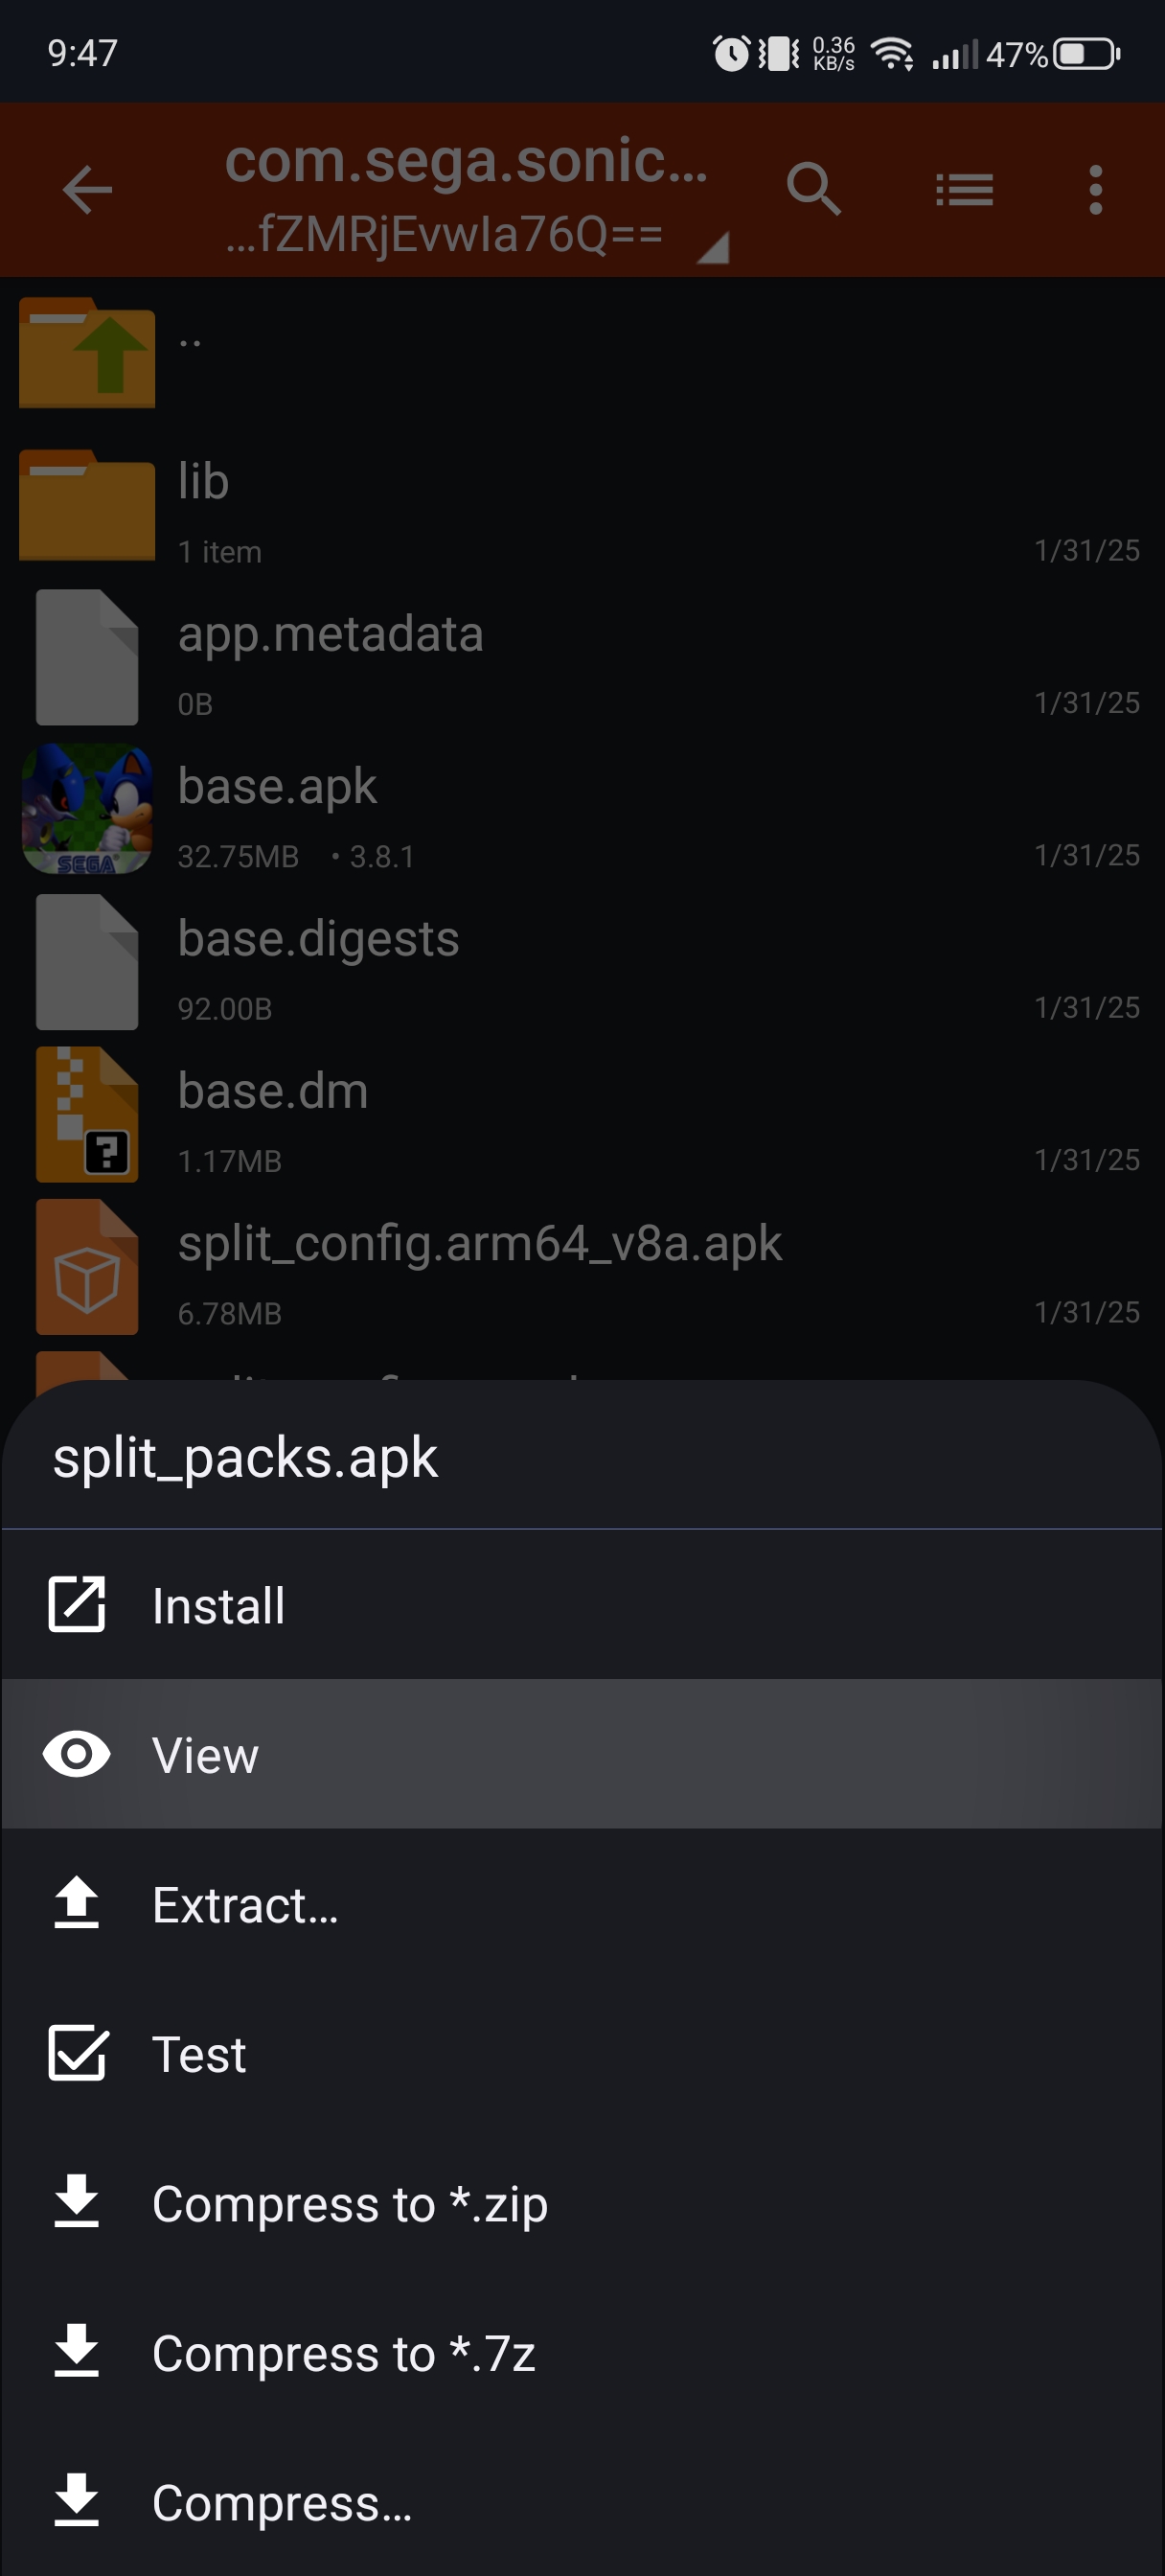 9:47
0.36
KB/s
47%
com.sega.sonic...
...fZMRjEvwIa76Q==
..
lib
1 item
1/31/25
app.metadata
0B
1/31/25
base.apk
SEGA
32.75MB • 3.8.1
1/31/25
base.digests
92.00B
1/31/25
base.dm
?
1.17MB
1/31/25
split_config.arm64_v8a.apk
6.78MB
1/31/25
split_packs.apk
Install
View
Extract...
Test
Compress to *.zip
Compress to *.7z
Compress...